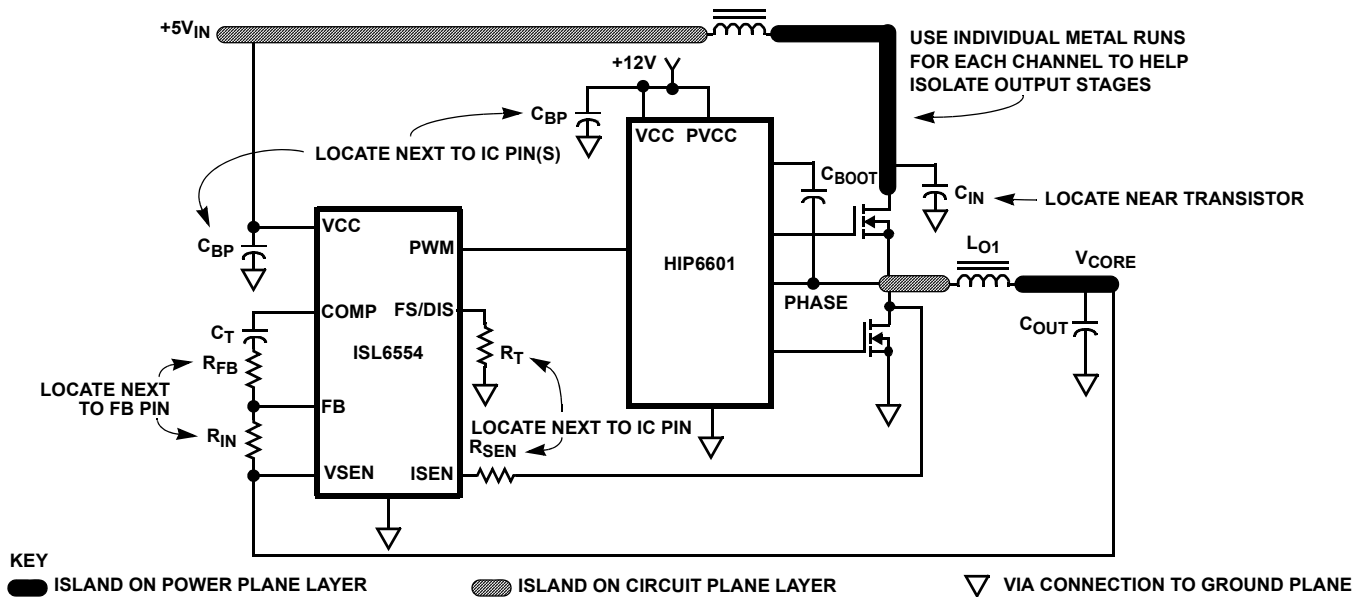 +5VIN
USE INDIVIDUAL METAL RUNS
FOR EACH CHANNEL TO HELP
ISOLATE OUTPUT STAGES
+12V
CBP
VCC PVCC
LOCATE NEXT TO IC PIN(S)
CBOOT
CIN
LOCATE NEAR TRANSISTOR
VCC
CBP
PWM
HIP6601
LO1
VCORE
PHASE
COMP
FS/DIS
CT
COUT
RFB
ISL6554
RT
LOCATE NEXT
TO FB PIN
FB
LOCATE NEXT TO IC PIN
RIN
RSEN
VSEN
ISEN
KEY
ISLAND ON POWER PLANE LAYER
ISLAND ON CIRCUIT PLANE LAYER
VIA CONNECTION TO GROUND PLANE